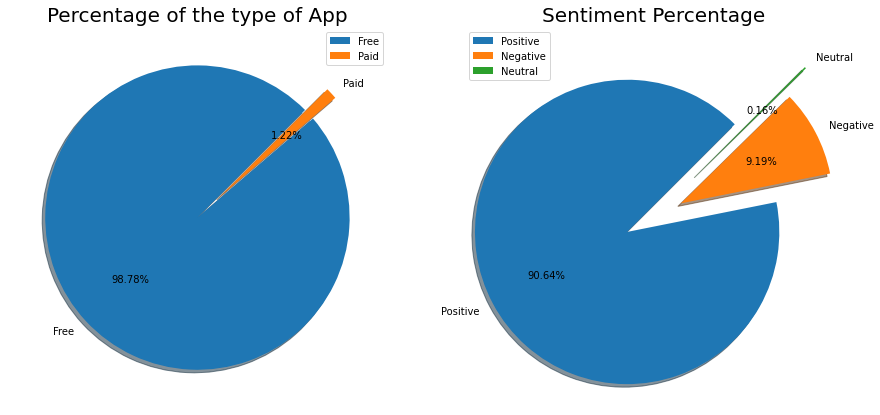 Percentage of the type of App
Free
Paid
Paid
1.22%
98.78%
Free
Sentiment Percentage
Positive
Negative
Neutral
Neutral
0.16%
Negative
9.19%
90.64%
Positive